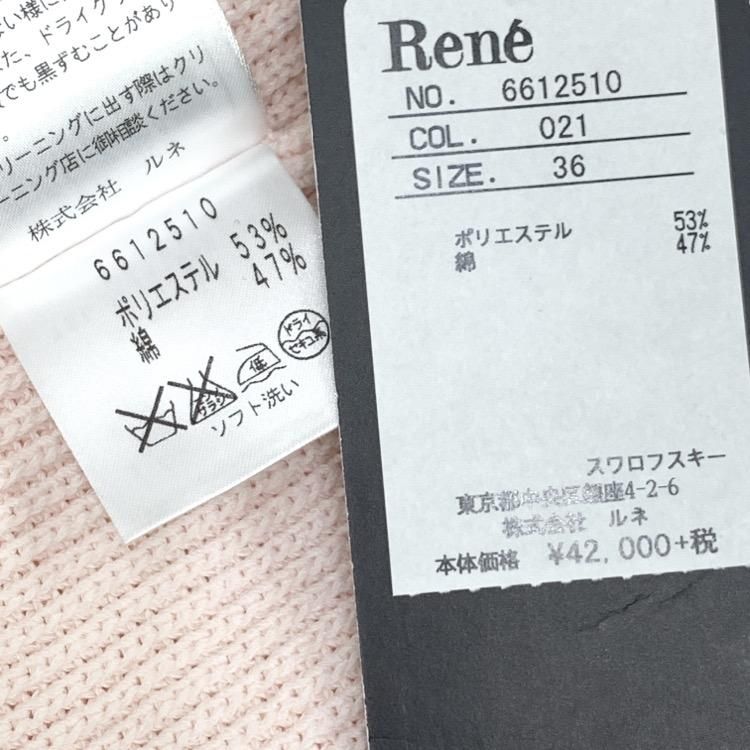 ない様に
た、ドライク
でも黒ずむことがあり
。
リーニングに出す際はクリ
ーニング店に御相談ください。
株式会社 ルネ
6612510
ポリエステル 53%
綿 47%
ドライ
セキユ系
低
エンソ
サラシ
ソフト洗い
René
NO. 6612510
COL. 021
SIZE. 36
ポリエステル 53%
綿 47%
スワロフスキー
東京都中央区銀座4-2-6
株式会社 ルネ
本体価格 ¥42,000+税